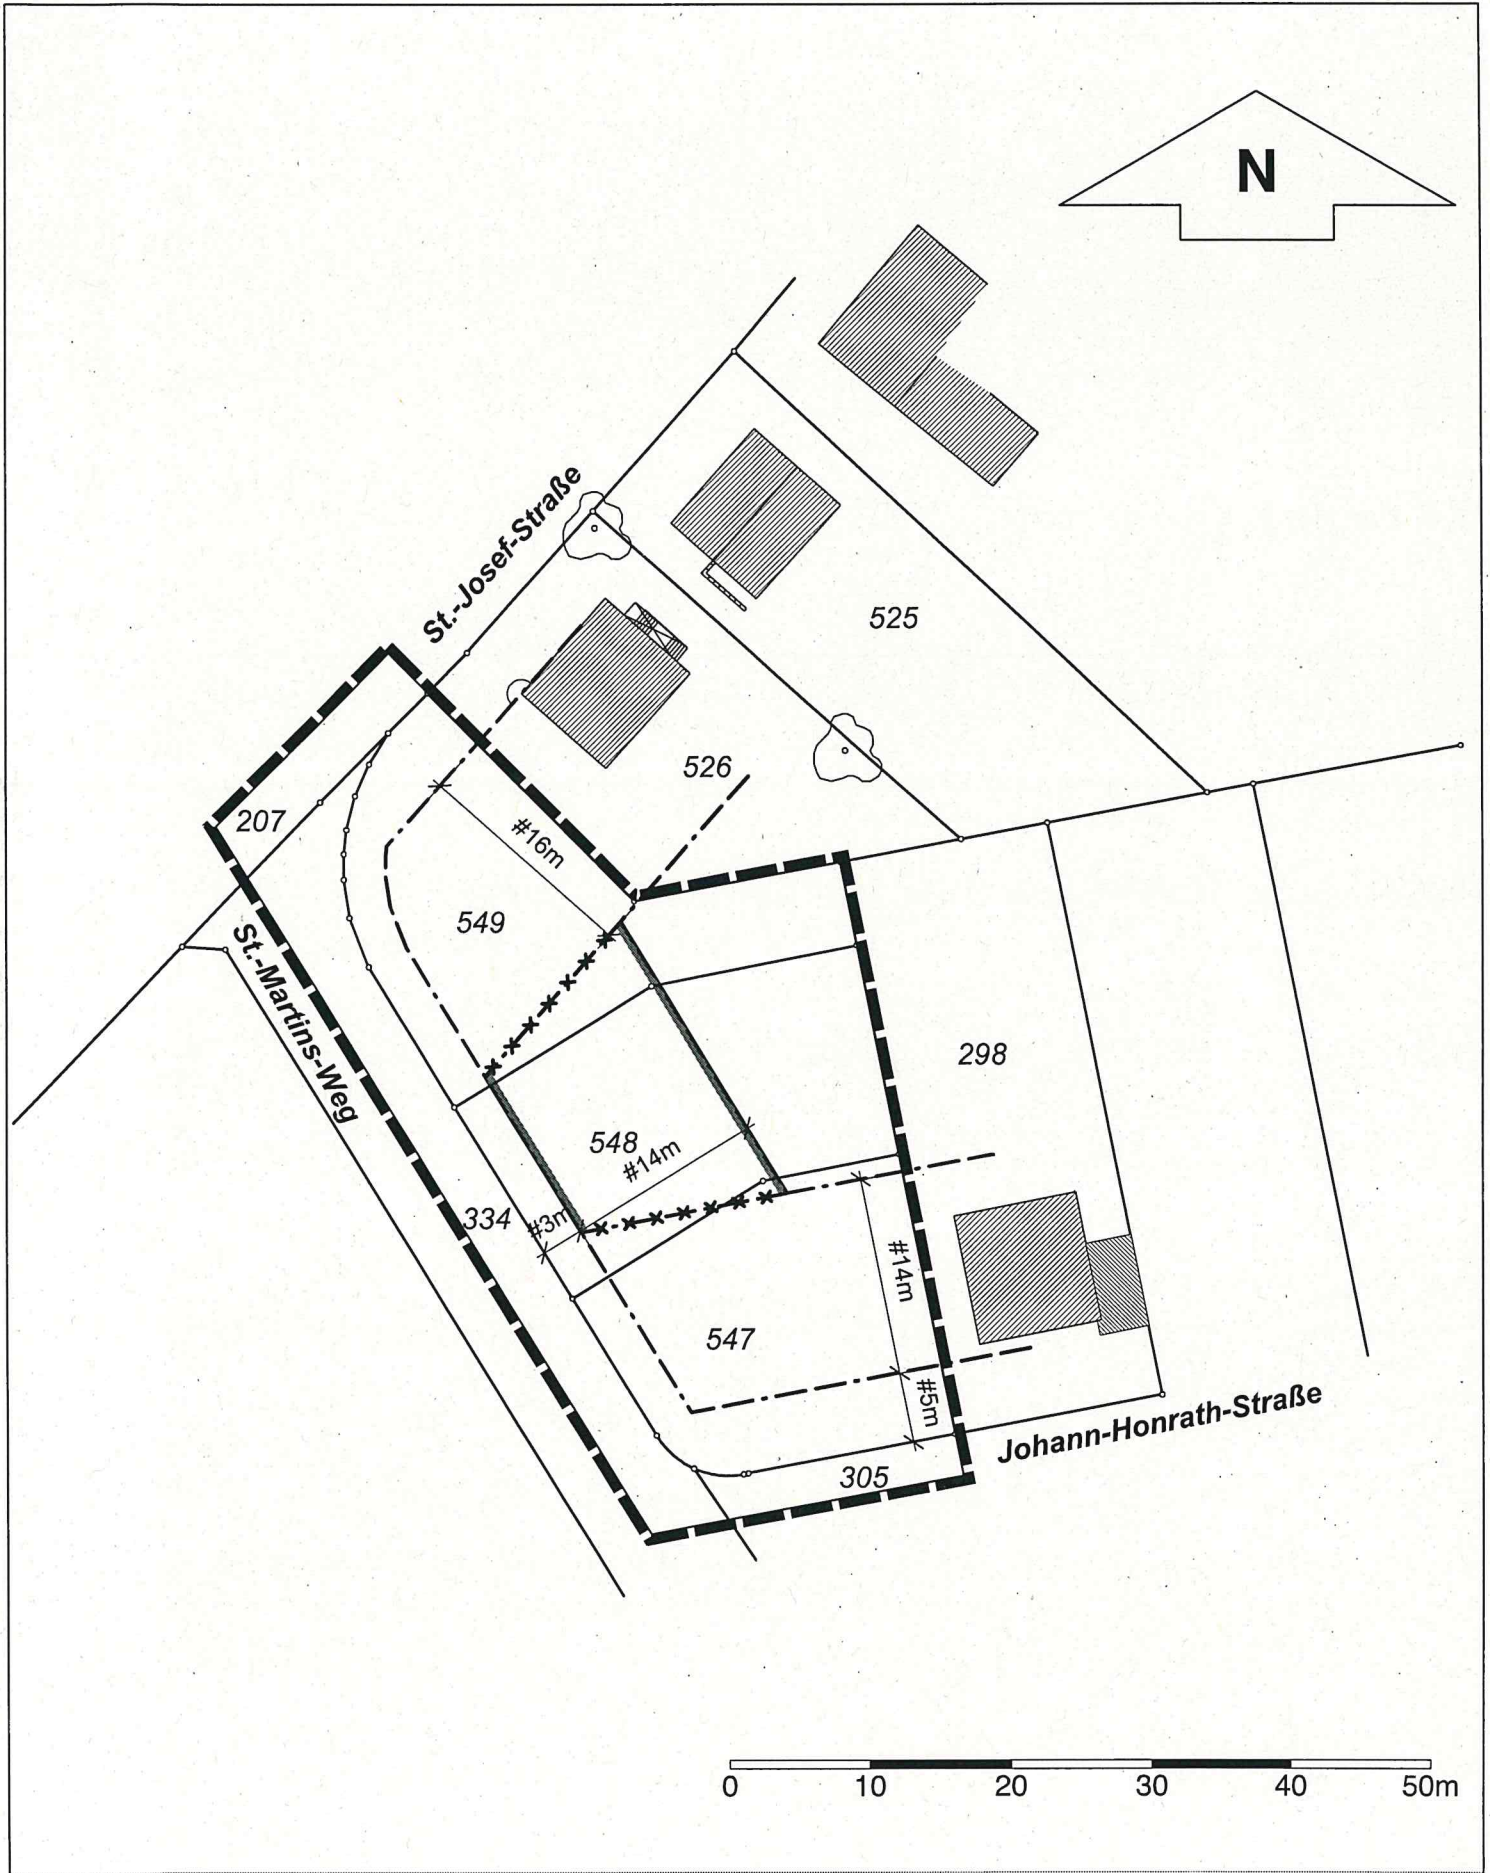 N
St.-Josef-Straße
525
526
207
#16m
549
St.-Martins-Weg
298
548
#14m
334
#3m
#14m
547
#5m
Johann-Honrath-Straße
305
0 10 20 30 40 50m